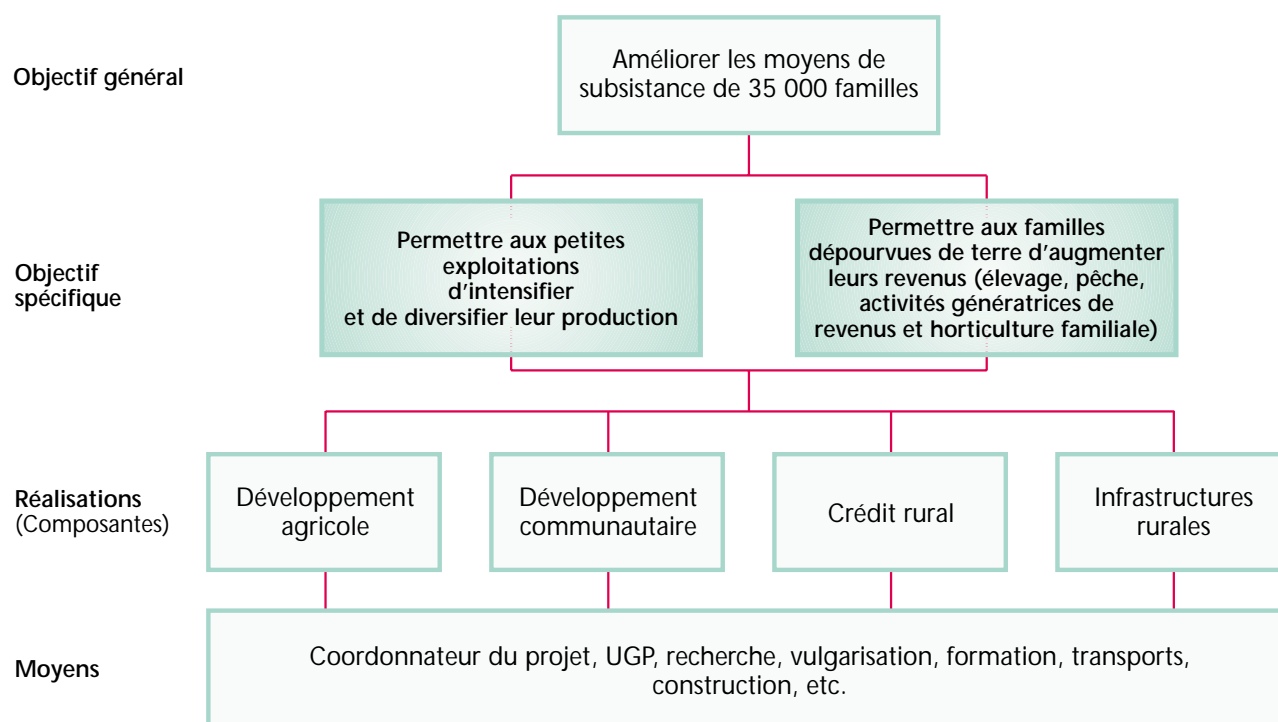 Objectif général
Améliorer les moyens de
subsistance de 35 000 familles
Objectif
spécifique
Permettre aux petites
exploitations
d'intensifier
et de diversifier leur production
Permettre aux familles
dépourvues de terre d'augmenter
leurs revenus (élevage, pêche,
activités génératrices de
revenus et horticulture familiale)
Réalisations
(Composantes)
Développement
agricole
Développement
communautaire
Crédit rural
Infrastructures
rurales
Moyens
Coordonnateur du projet, UGP, recherche, vulgarisation, formation, transports,
construction, etc.